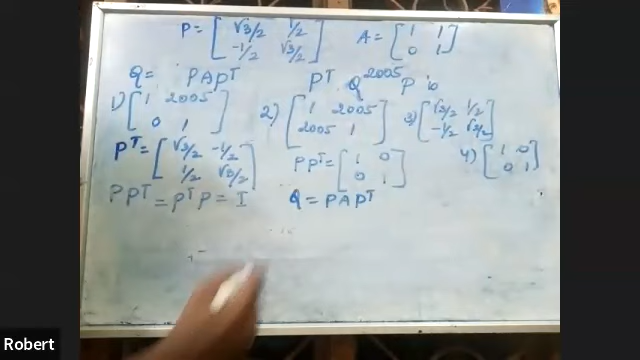 P = [ √3/2 1/2 A = [ 1 1
-1/2 √3/2 ] 0 1 ]
Q = PAPᵀ Pᵀ Q²⁰⁰⁵ P is
1) [ 1 2005 2) [ 1 2005 3) [ √3/2 1/2
0 1 ] 2005 1 ] -1/2 √3/2 ]
Pᵀ = [ √3/2 -1/2 PPᵀ = [ 1 0 4) [ 1 0
1/2 √3/2 ] 0 1 ] 0 1 ]
PPᵀ = PᵀP = I Q = PAPᵀ
Robert